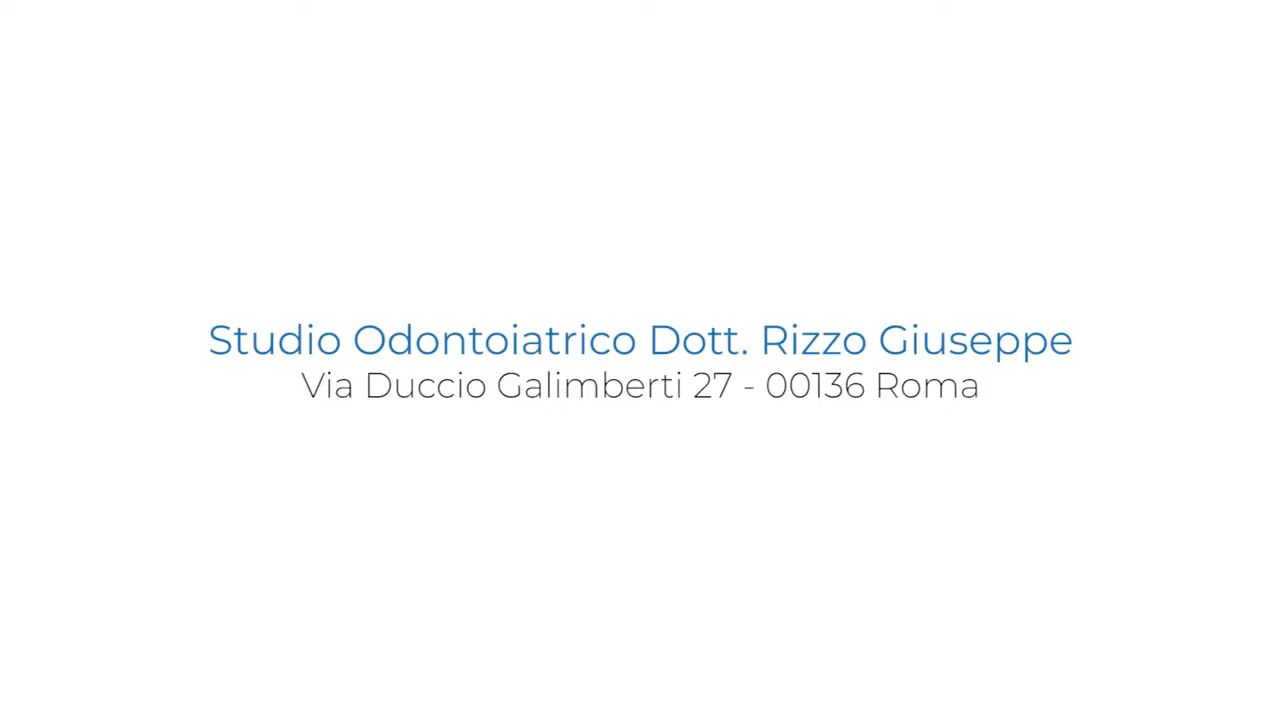 Studio Odontoiatrico Dott. Rizzo Giuseppe
Via Duccio Galimberti 27 - 00136 Roma